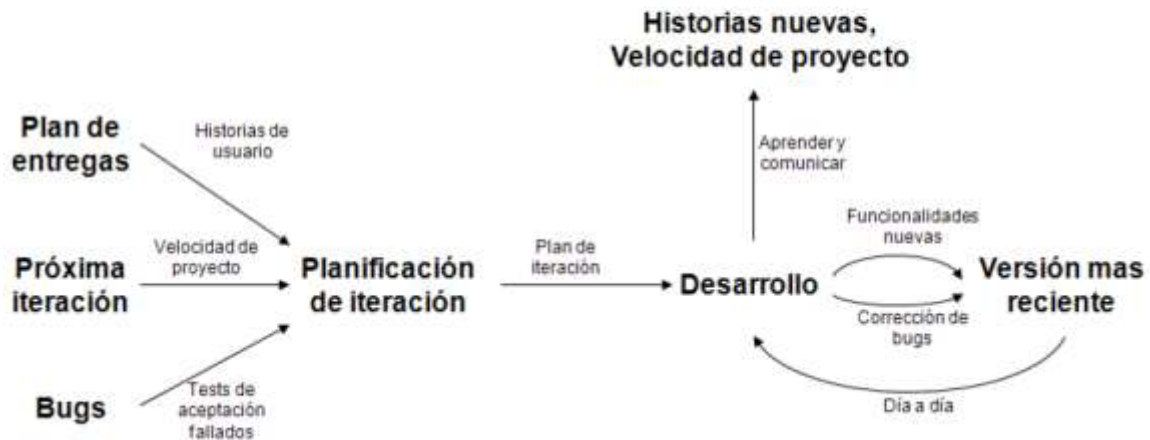 Historias nuevas,
Velocidad de proyecto
Plan de
entregas
Historias de
usuario
Aprender y
comunicar
Próxima
iteración
Velocidad de
proyecto
Planificación
de iteración
Plan de
iteración
Desarrollo
Funcionalidades
nuevas
Corrección de
bugs
Versión mas
reciente
Bugs
Tests de
aceptación
fallados
Día a día